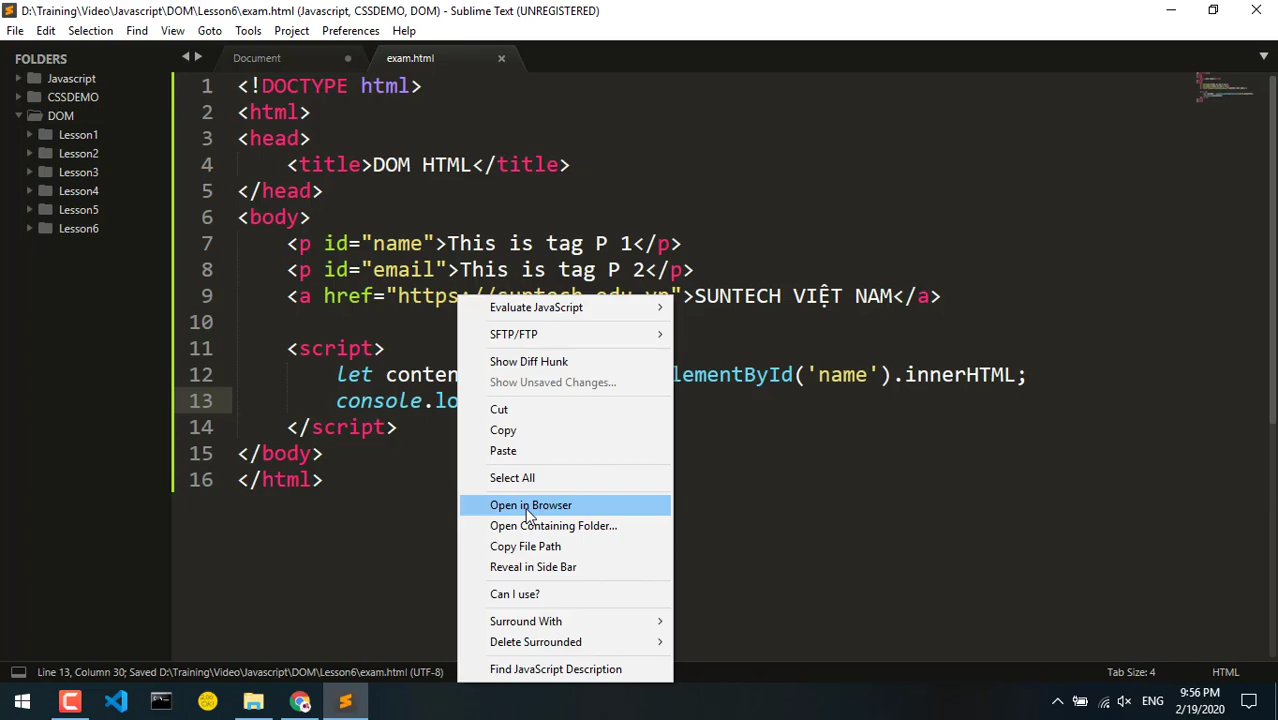 D:\Training\Video\Javascript\DOM\Lesson6\exam.html (Javascript, CSSDEMO, DOM) - Sublime Text (UNREGISTERED)
File Edit Selection Find View Goto Tools Project Preferences Help
FOLDERS
Javascript
CSSDEMO
DOM
Lesson1
Lesson2
Lesson3
Lesson4
Lesson5
Lesson6
Document exam.html
1 <!DOCTYPE html>
2 <html>
3 <head>
4 <title>DOM HTML</title>
5 </head>
6 <body>
7 <p id="name">This is tag P 1</p>
8 <p id="email">This is tag P 2</p>
9 <a href="https://suntech.edu.vn">SUNTECH VIỆT NAM</a>
10
11 <script>
12 let conten lementById('name').innerHTML;
13 console.lo
14 </script>
15 </body>
16 </html>
Evaluate JavaScript
SFTP/FTP
Show Diff Hunk
Show Unsaved Changes...
Cut
Copy
Paste
Select All
Open in Browser
Open Containing Folder...
Copy File Path
Reveal in Side Bar
Can I use?
Surround With
Delete Surrounded
Find JavaScript Description
Line 13, Column 30; Saved D:\Training\Video\Javascript\DOM\Lesson6\exam.html (UTF-8) Tab Size: 4 HTML
ENG
9:56 PM
2/19/2020